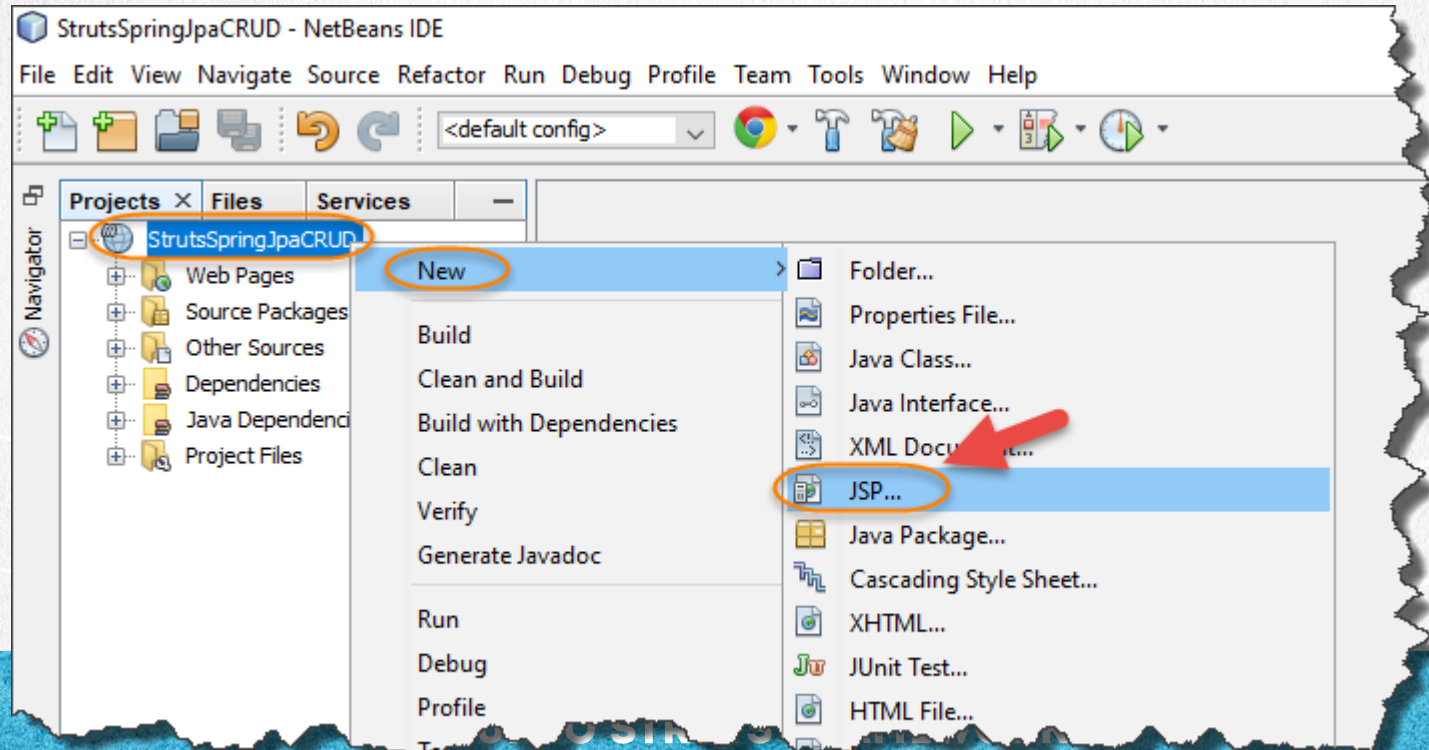 StrutsSpringJpaCRUD - NetBeans IDE
File Edit View Navigate Source Refactor Run Debug Profile Team Tools Window Help
<default config>
Projects Files Services
Navigator
StrutsSpringJpaCRUD
Web Pages
Source Packages
Other Sources
Dependencies
Java Dependenci
Project Files
New
Build
Clean and Build
Build with Dependencies
Clean
Verify
Generate Javadoc
Run
Debug
Profile
Folder...
Properties File...
Java Class...
Java Interface...
XML Docu
JSP...
Java Package...
Cascading Style Sheet...
XHTML...
JUnit Test...
HTML File...